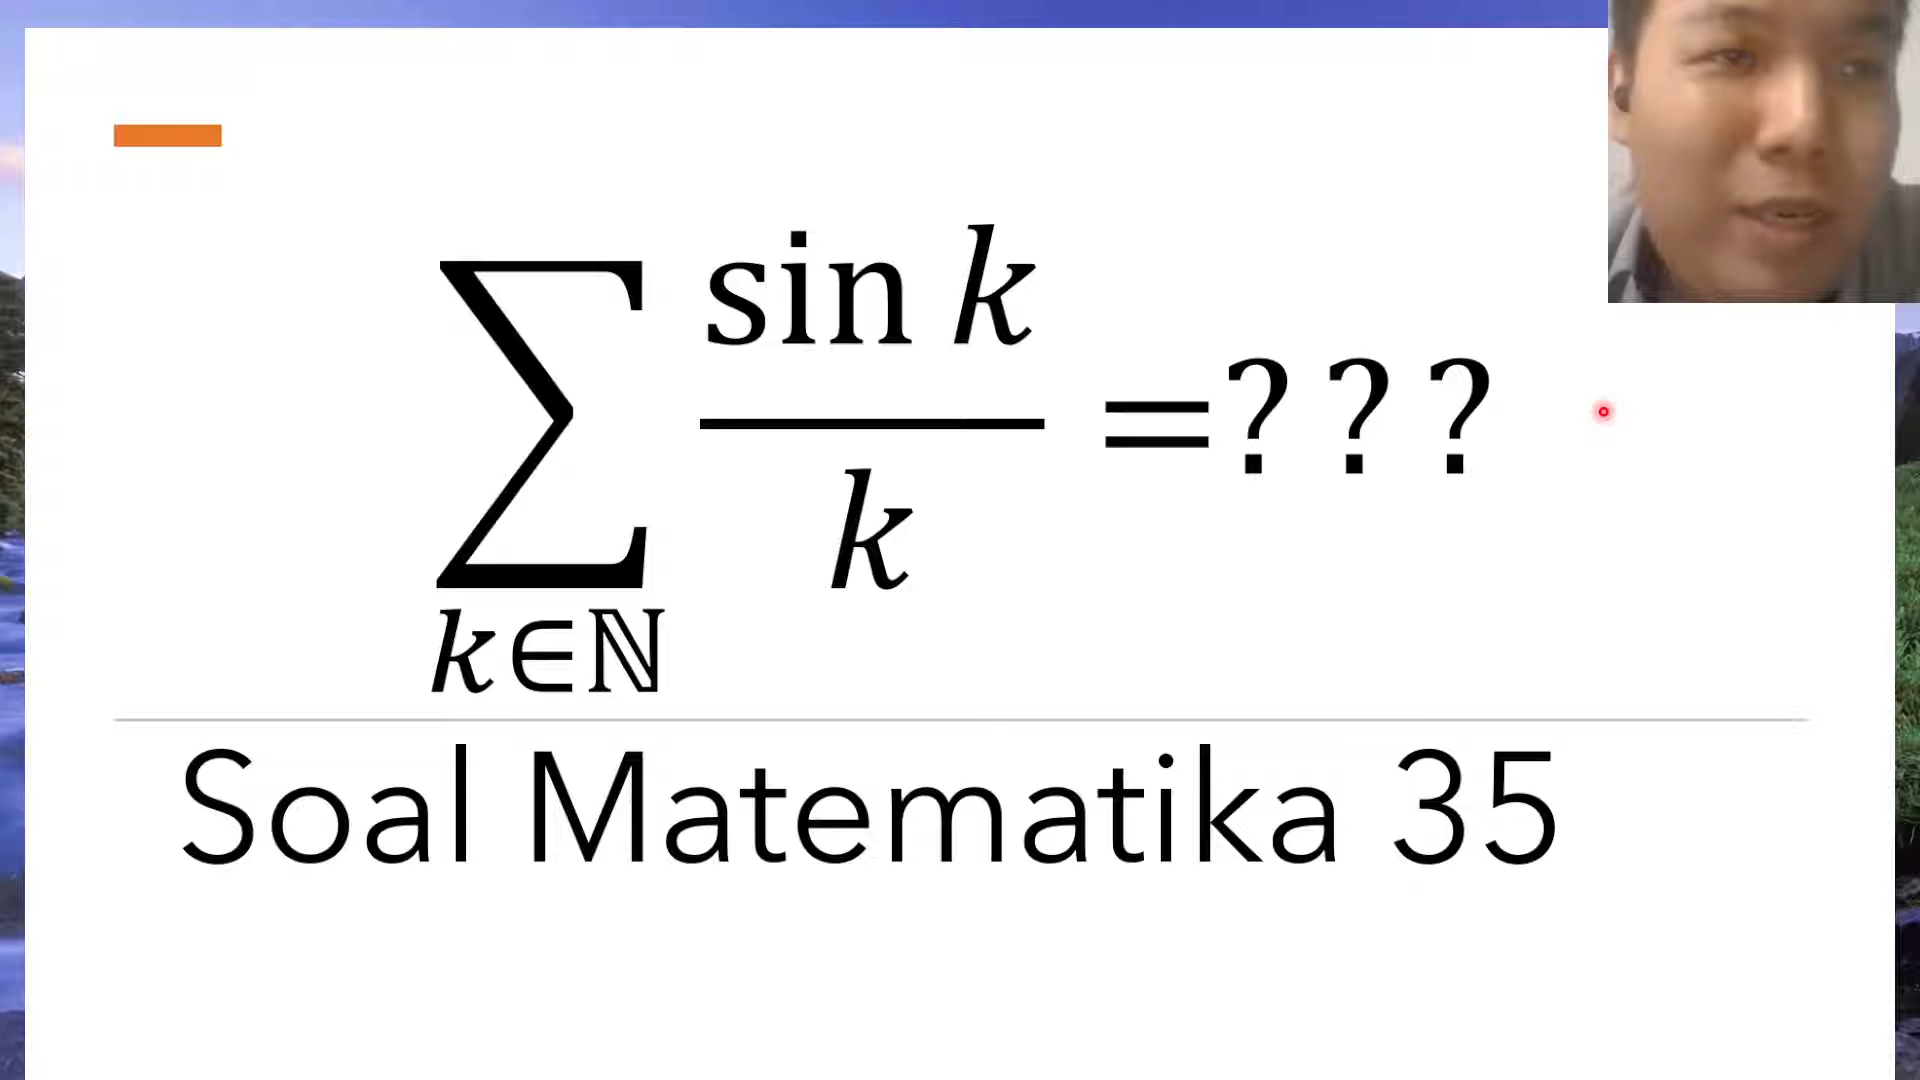 ∑ sin k / k =? ? ?
k∈ℕ
Soal Matematika 35